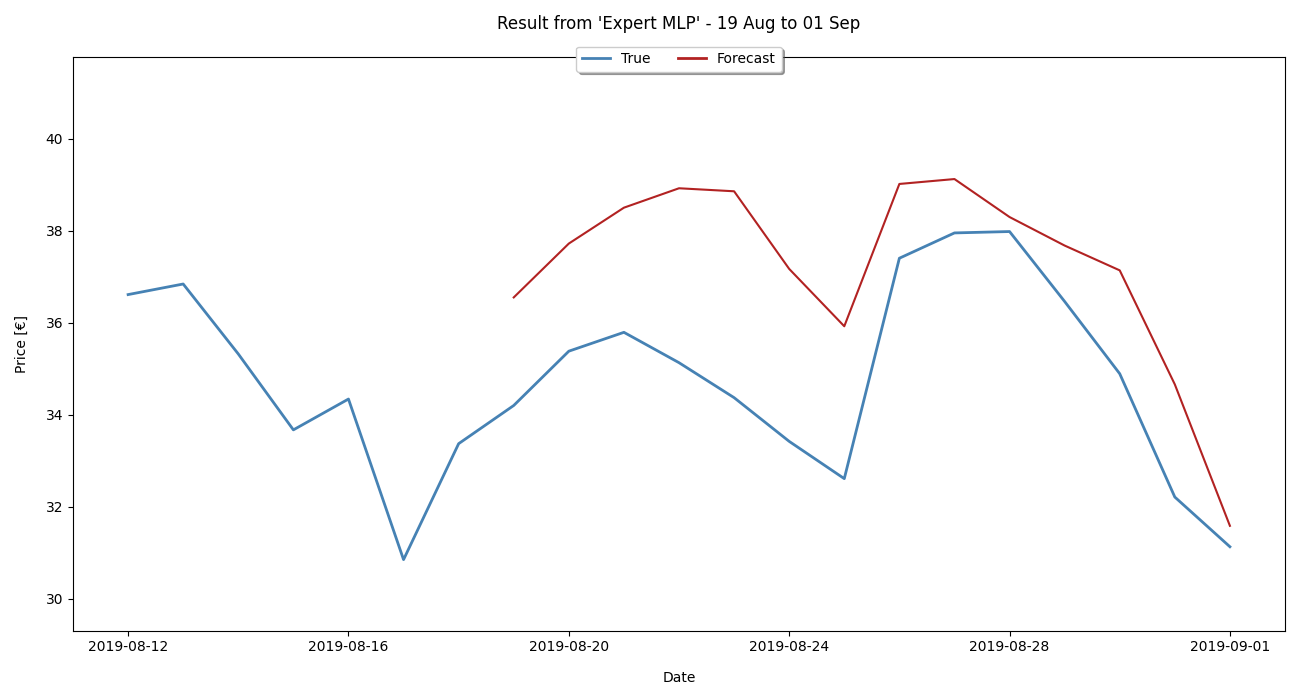 Result from 'Expert MLP' - 19 Aug to 01 Sep
True Forecast
40
38
36
34
32
30
Price [€]
2019-08-12 2019-08-16 2019-08-20 2019-08-24 2019-08-28 2019-09-01
Date